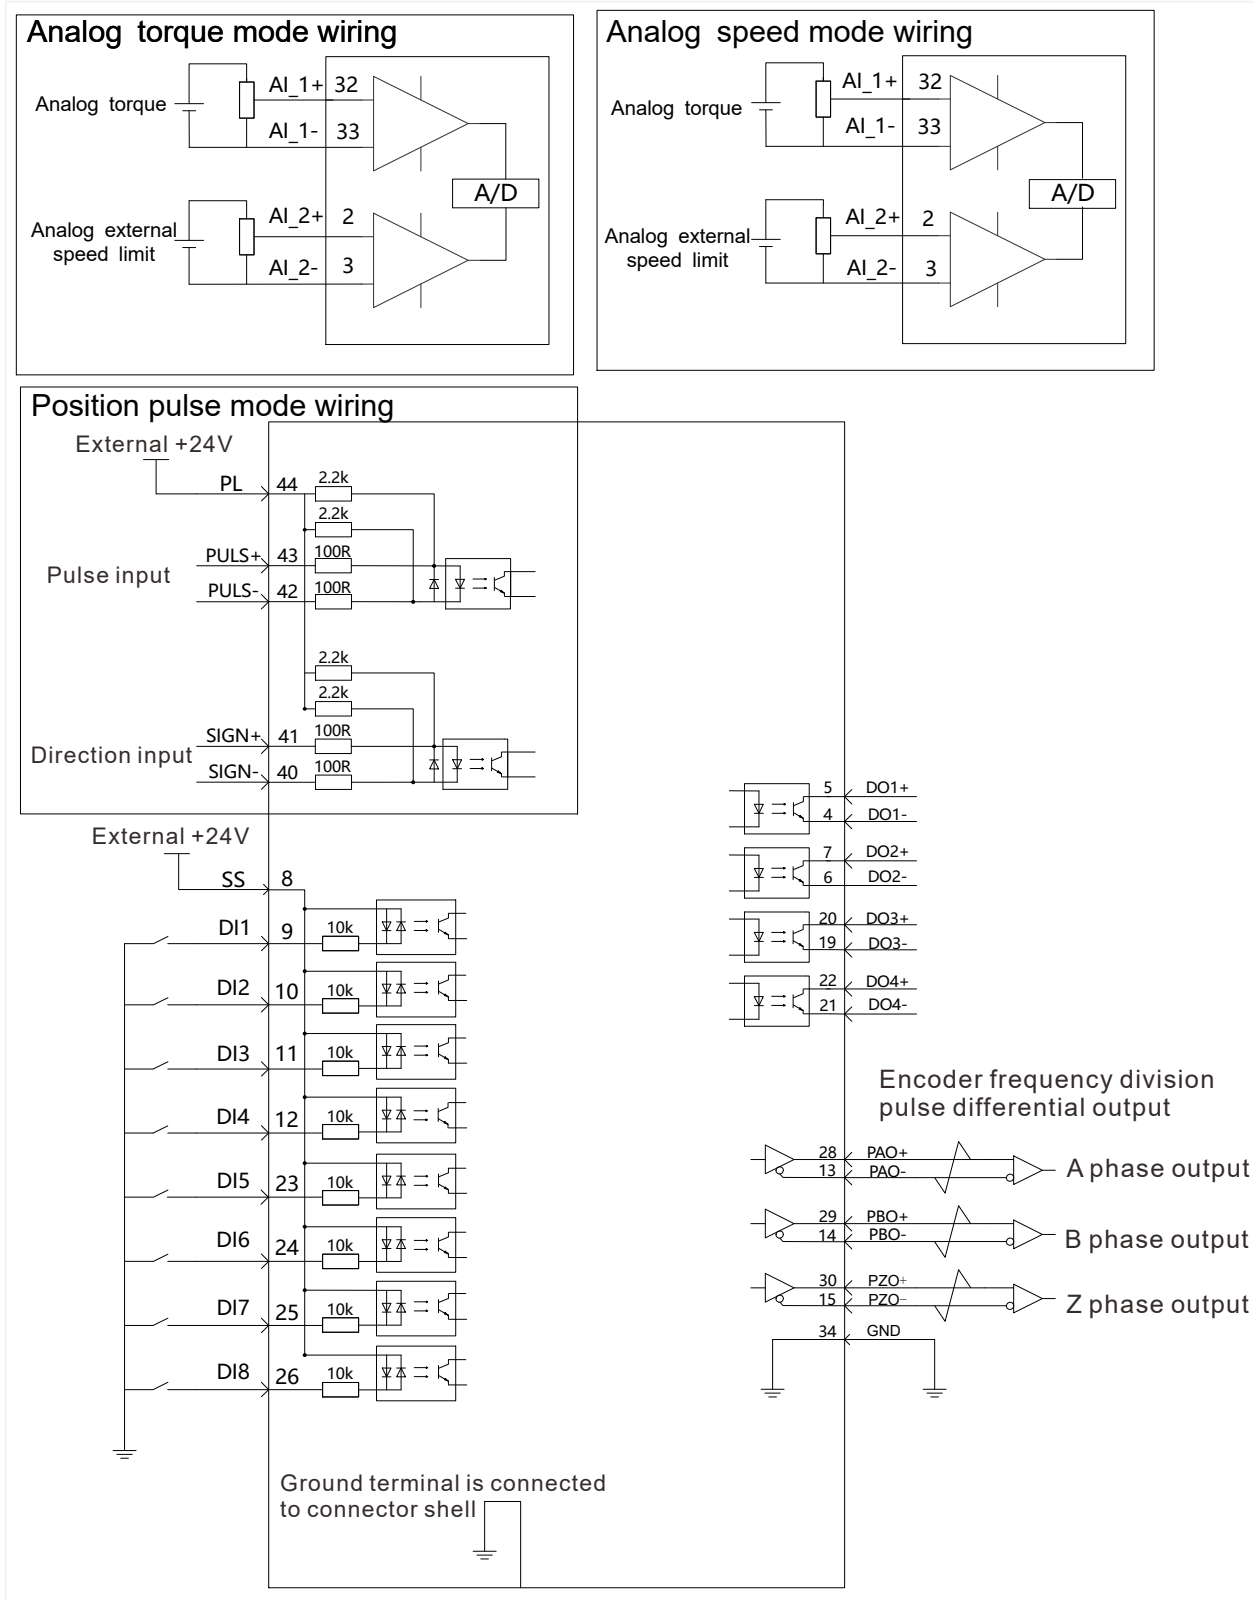 Analog torque mode wiring
Analog torque
AI_1+ 32
AI_1- 33
A/D
Analog external
speed limit
AI_2+ 2
AI_2- 3
Analog speed mode wiring
Analog torque
AI_1+ 32
AI_1- 33
A/D
Analog external
speed limit
AI_2+ 2
AI_2- 3
Position pulse mode wiring
External +24V
PL 44 2.2k
2.2k
Pulse input
PULS+ 43 100R
PULS- 42 100R
2.2k
2.2k
Direction input
SIGN+ 41 100R
SIGN- 40 100R
External +24V
SS 8
DI1 9 10k
DI2 10 10k
DI3 11 10k
DI4 12 10k
DI5 23 10k
DI6 24 10k
DI7 25 10k
DI8 26 10k
5 DO1+
4 DO1-
7 DO2+
6 DO2-
20 DO3+
19 DO3-
22 DO4+
21 DO4-
Encoder frequency division
pulse differential output
28 PAO+
13 PAO-
A phase output
29 PBO+
14 PBO-
B phase output
30 PZO+
15 PZO-
Z phase output
34 GND
Ground terminal is connected
to connector shell